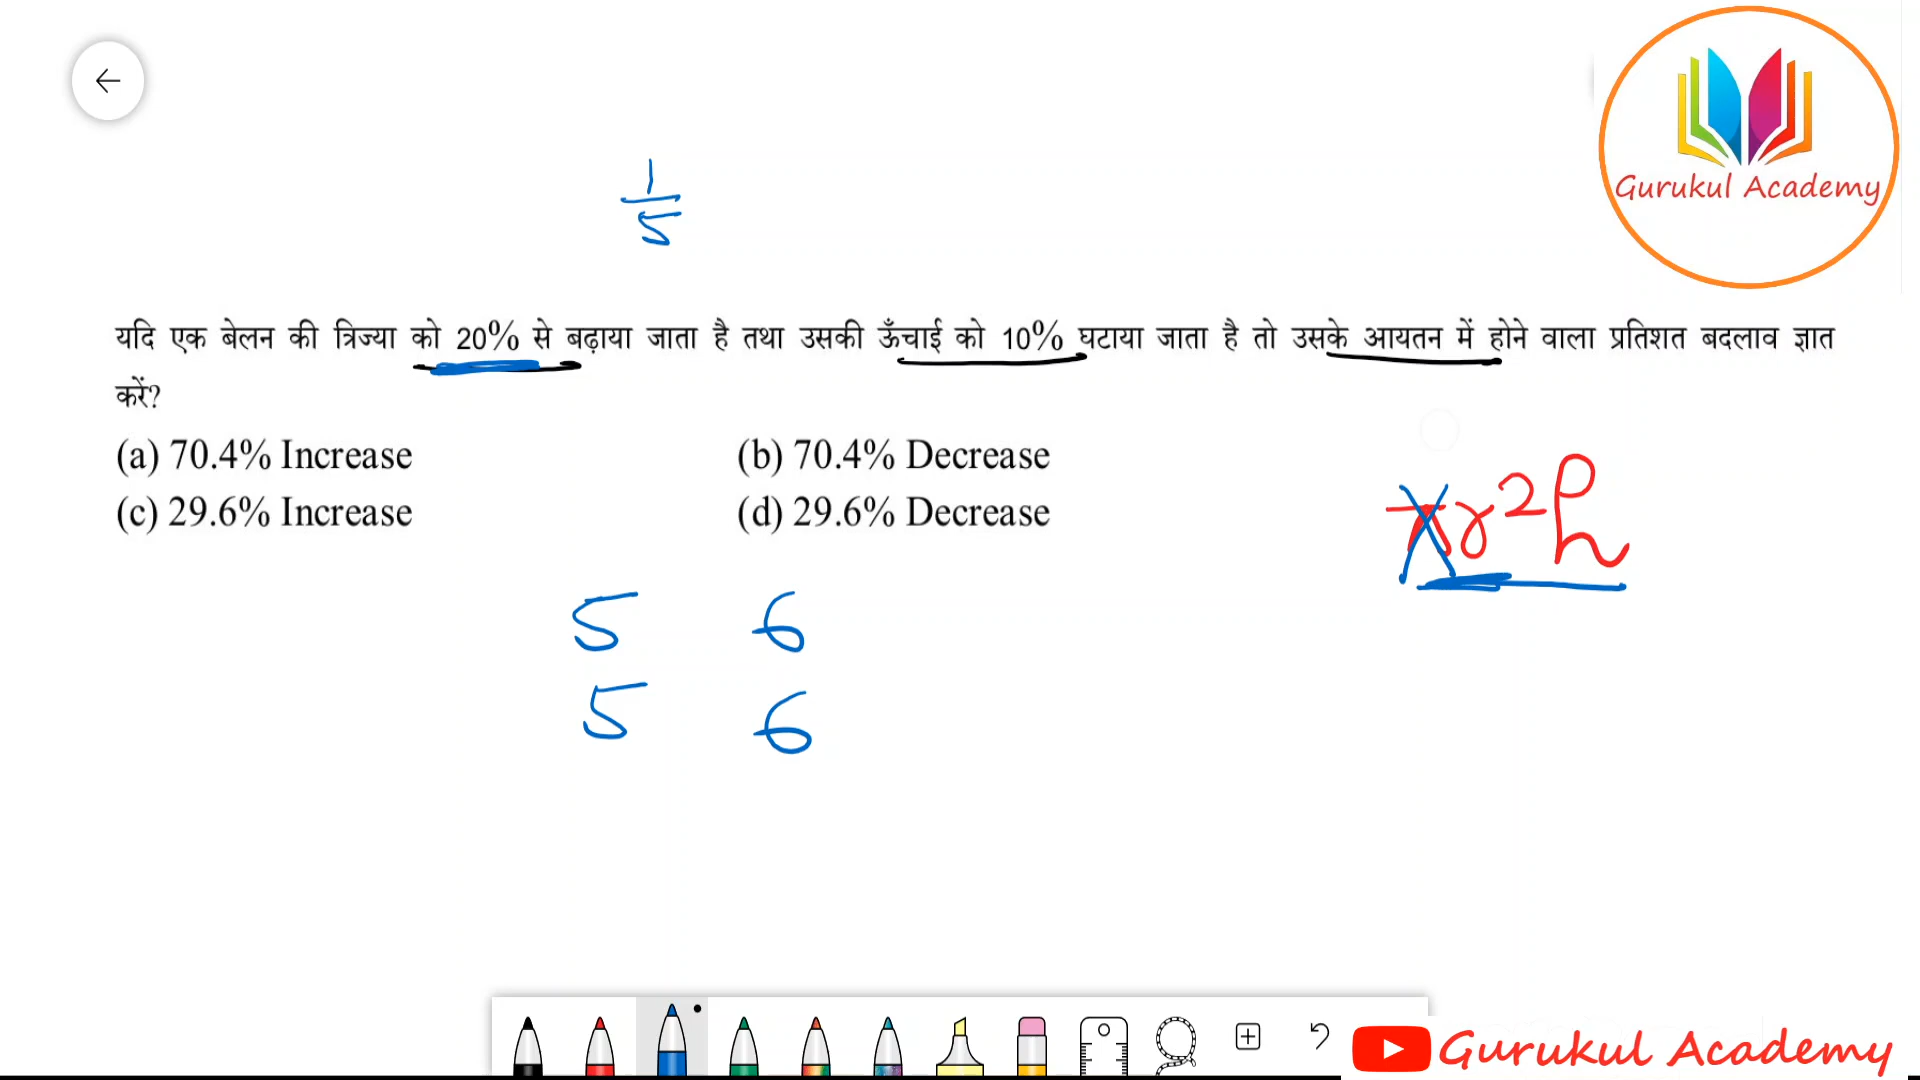 Gurukul Academy
1
5
यदि एक बेलन की त्रिज्या को 20% से बढ़ाया जाता है तथा उसकी ऊँचाई को 10% घटाया जाता है तो उसके आयतन में होने वाला प्रतिशत बदलाव ज्ञात
करें?
(a) 70.4% Increase (b) 70.4% Decrease
(c) 29.6% Increase (d) 29.6% Decrease
πr²h
5 6
5 6
Gurukul Academy